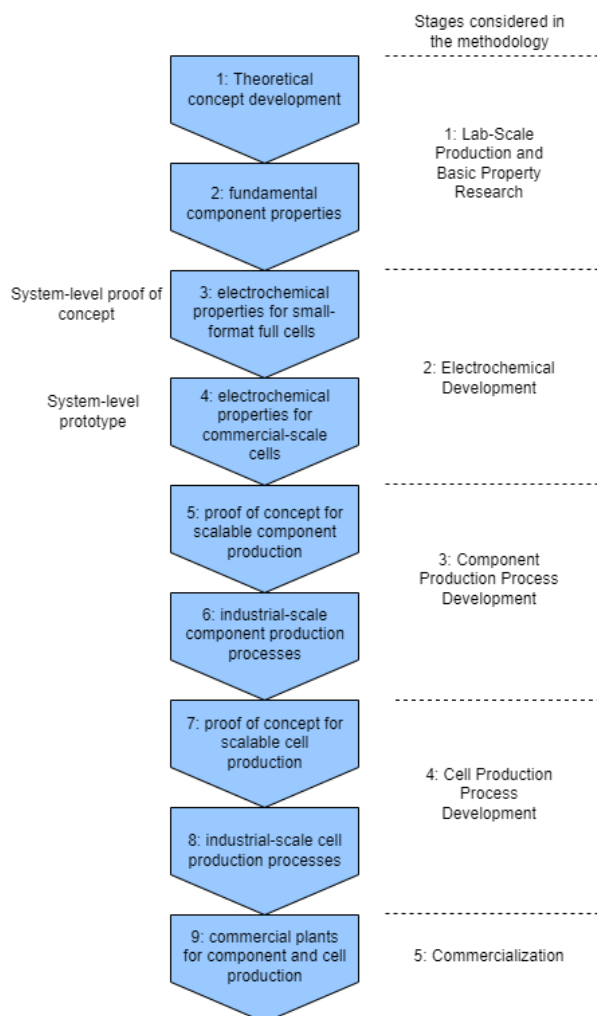 Stages considered in
the methodology
1: Theoretical
concept development
1: Lab-Scale
Production and
Basic Property
Research
2: fundamental
component properties
System-level proof of
concept
3: electrochemical
properties for small-
format full cells
2: Electrochemical
Development
System-level
prototype
4: electrochemical
properties for
commercial-scale
cells
5: proof of concept for
scalable component
production
3: Component
Production Process
Development
6: industrial-scale
component production
processes
7: proof of concept for
scalable cell
production
4: Cell Production
Process
Development
8: industrial-scale cell
production processes
9: commercial plants
for component and cell
production
5: Commercialization